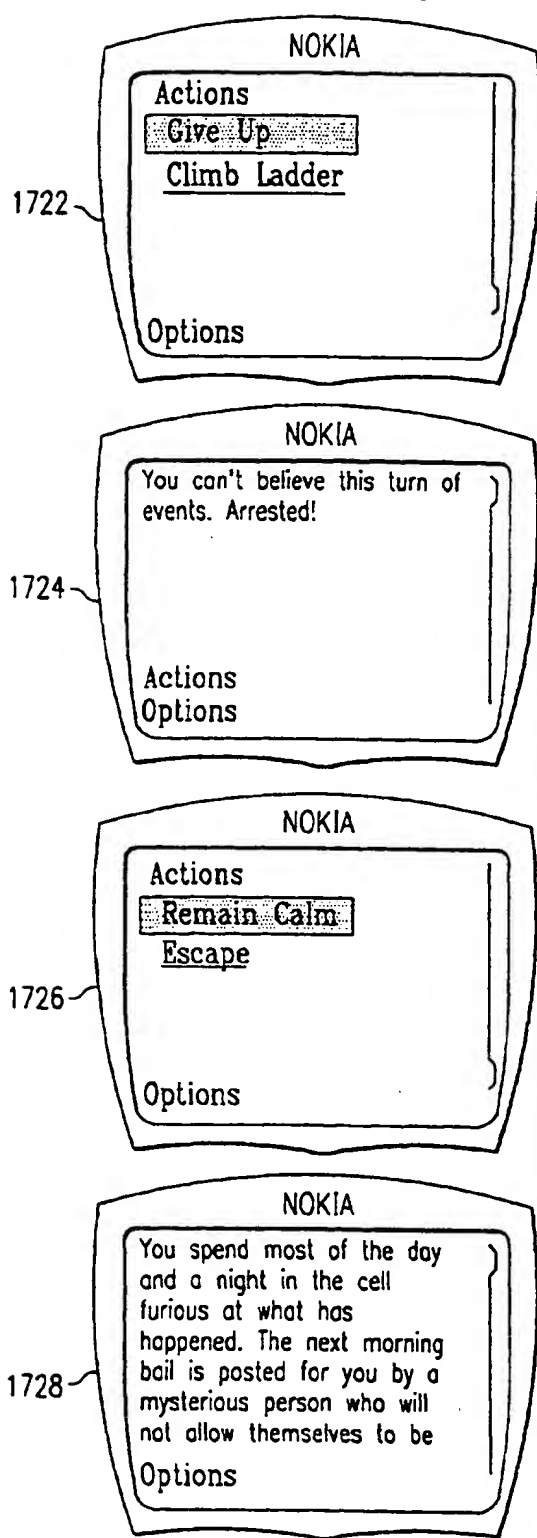 NOKIA
Actions
Give Up
Climb Ladder
1722
Options
NOKIA
You can't believe this turn of
events. Arrested!
1724
Actions
Options
NOKIA
Actions
Remain Calm
Escape
1726
Options
NOKIA
You spend most of the day
and a night in the cell
furious at what has
happened. The next morning
bail is posted for you by a
1728
mysterious person who will
not allow themselves to be
Options